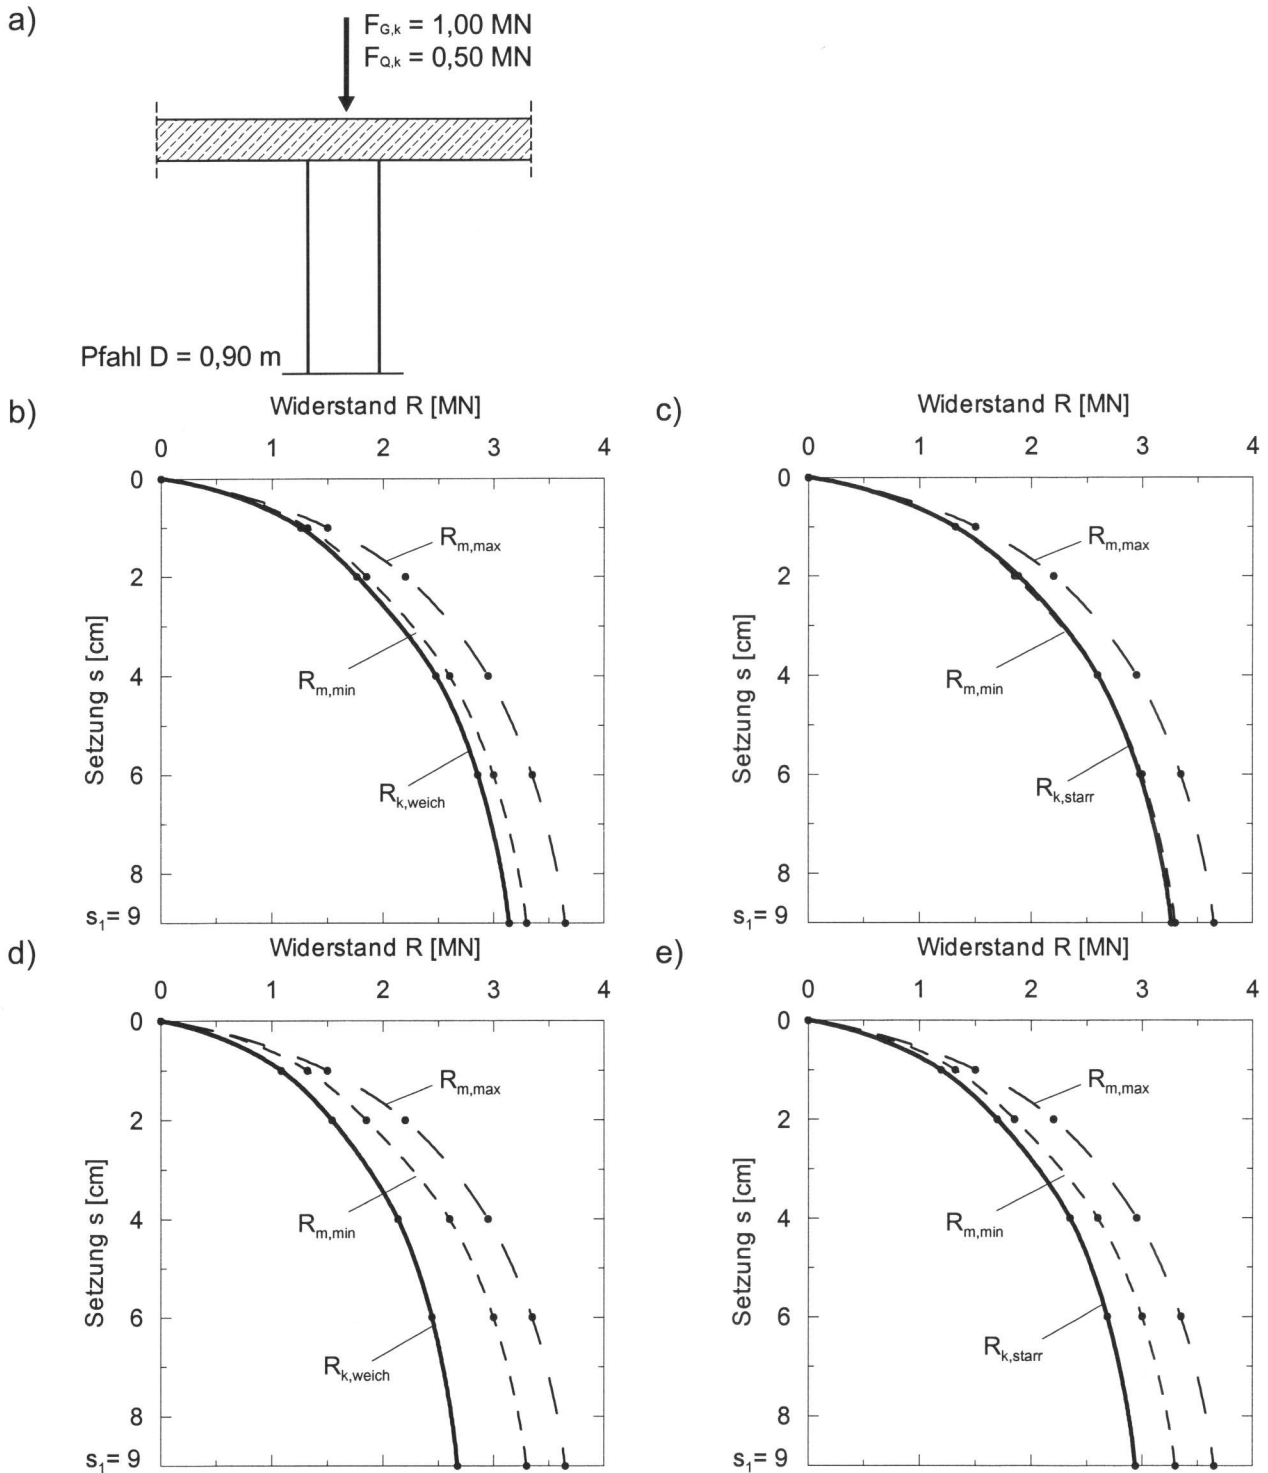 a)
F_G,k = 1,00 MN
F_Q,k = 0,50 MN
Pfahl D = 0,90 m
b)
Widerstand R [MN]
0 1 2 3 4
0
2
4
6
8
s₁= 9
Setzung s [cm]
R_m,max
R_m,min
R_k,weich
c)
Widerstand R [MN]
0 1 2 3 4
0
2
4
6
8
s₁= 9
Setzung s [cm]
R_m,max
R_m,min
R_k,starr
d)
Widerstand R [MN]
0 1 2 3 4
0
2
4
6
8
s₁= 9
Setzung s [cm]
R_m,max
R_m,min
R_k,weich
e)
Widerstand R [MN]
0 1 2 3 4
0
2
4
6
8
s₁= 9
Setzung s [cm]
R_m,max
R_m,min
R_k,starr